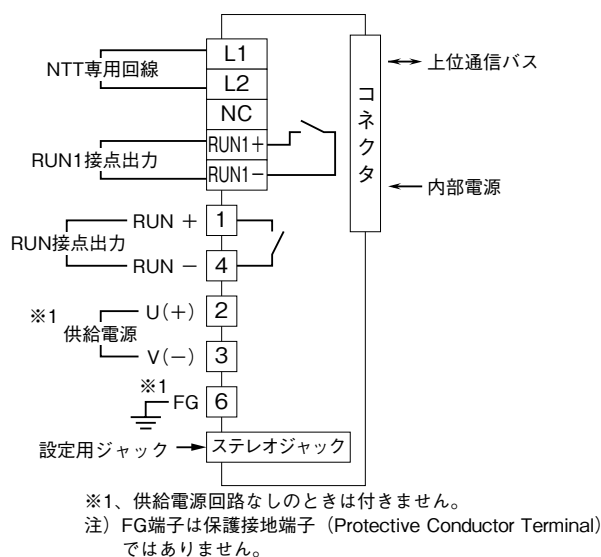 L1
NTT専用回線
L2
NC
RUN1接点出力
RUN1+
RUN1−
RUN + 1
RUN接点出力
RUN − 4
※1
供給電源
U(+) 2
V(−) 3
※1
FG 6
設定用ジャック
ステレオジャック
コネクタ
上位通信バス
内部電源
※1、供給電源回路なしのときは付きません。
注）FG端子は保護接地端子（Protective Conductor Terminal）
ではありません。